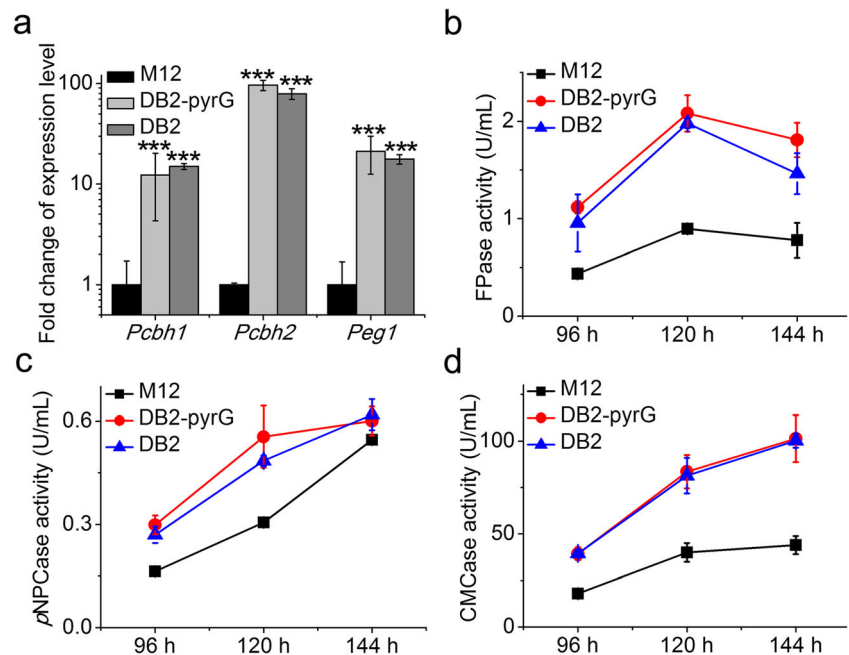 a
Fold change of expression level
100
10
1
M12
DB2-pyrG
DB2
***
***
***
***
***
***
Pcbh1 Pcbh2 Peg1
b
FPase activity (U/mL)
2
1
0
M12
DB2-pyrG
DB2
96 h 120 h 144 h
c
pNPCase activity (U/mL)
0.6
0.3
0.0
M12
DB2-pyrG
DB2
96 h 120 h 144 h
d
CMCase activity (U/mL)
100
50
0
M12
DB2-pyrG
DB2
96 h 120 h 144 h